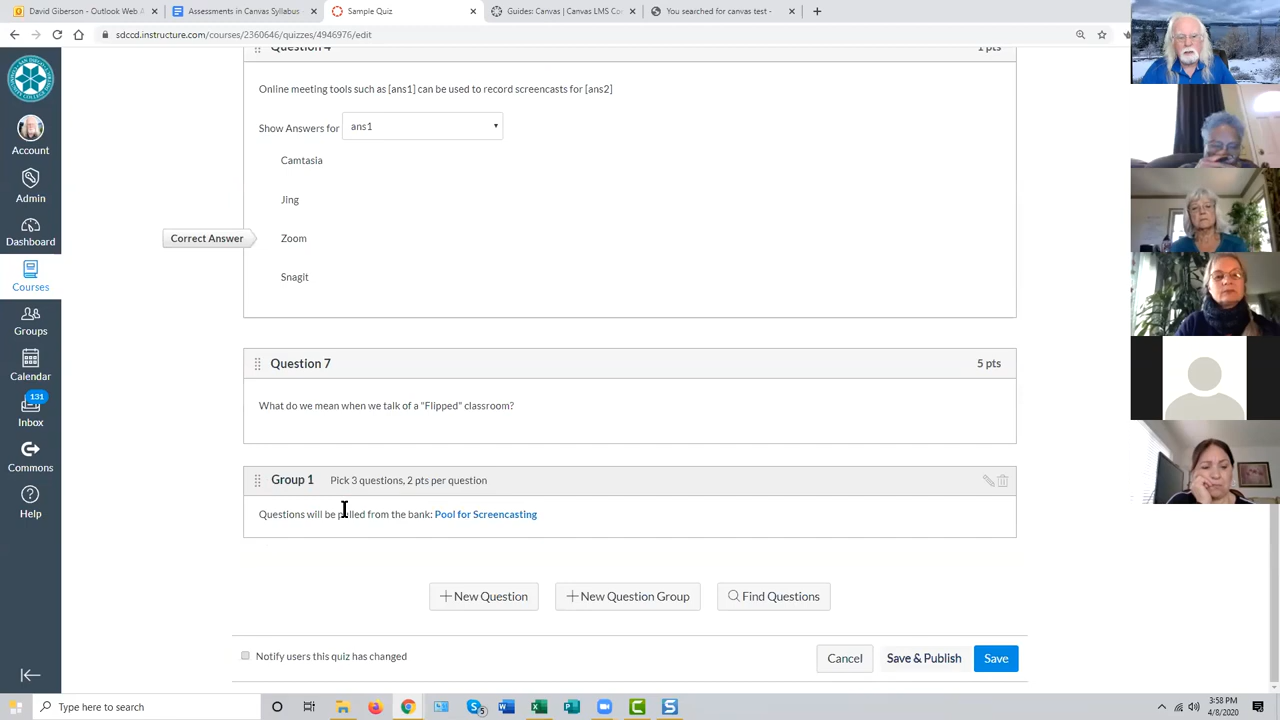 David Giberson - Outlook Web A
Assessments in Canvas Syllabus
Sample Quiz
Guides: Canvas | Canvas LMS Co
You searched for canvas test -
sdccd.instructure.com/courses/2360646/quizzes/4946976/edit
Question 4
1 pts
Online meeting tools such as [ans1] can be used to record screencasts for [ans2]
Show Answers for
ans1
Camtasia
Jing
Correct Answer
Zoom
Snagit
Question 7
5 pts
What do we mean when we talk of a "Flipped" classroom?
Group 1
Pick 3 questions, 2 pts per question
Questions will be pulled from the bank: Pool for Screencasting
New Question
New Question Group
Find Questions
Notify users this quiz has changed
Cancel
Save & Publish
Save
Account
Admin
Dashboard
Courses
Groups
Calendar
131
Inbox
Commons
Help
Type here to search
5
3:58 PM
4/8/2020